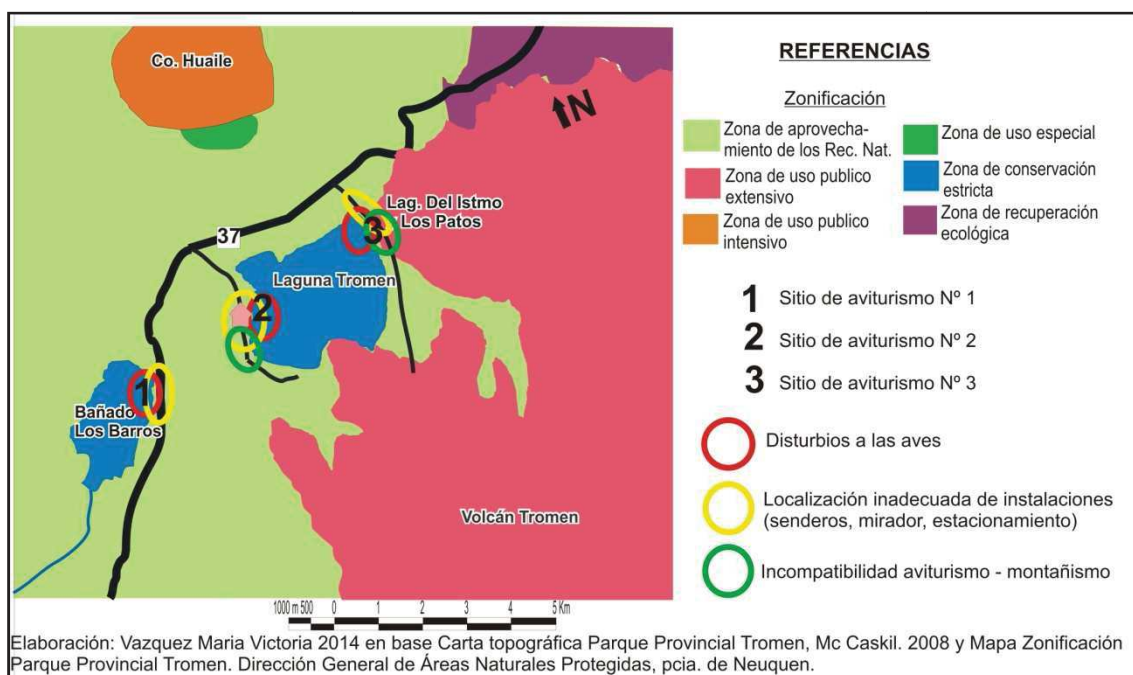 Co. Huaile
N
Lag. Del Istmo
Los Patos
3
37
Laguna Tromen
2
1
Bañado
Los Barros
Volcán Tromen
1000 m 500 0 1 2 3 4 5 Km
REFERENCIAS
Zonificación
Zona de aprovecha-
miento de los Rec. Nat.
Zona de uso publico
extensivo
Zona de uso publico
intensivo
Zona de uso especial
Zona de conservación
estricta
Zona de recuperación
ecológica
1 Sitio de aviturismo Nº 1
2 Sitio de aviturismo Nº 2
3 Sitio de aviturismo Nº 3
Disturbios a las aves
Localización inadecuada de instalaciones
(senderos, mirador, estacionamiento)
Incompatibilidad aviturismo - montañismo
Elaboración: Vazquez Maria Victoria 2014 en base Carta topográfica Parque Provincial Tromen, Mc Caskil. 2008 y Mapa Zonificación
Parque Provincial Tromen. Dirección General de Áreas Naturales Protegidas, pcia. de Neuquen.